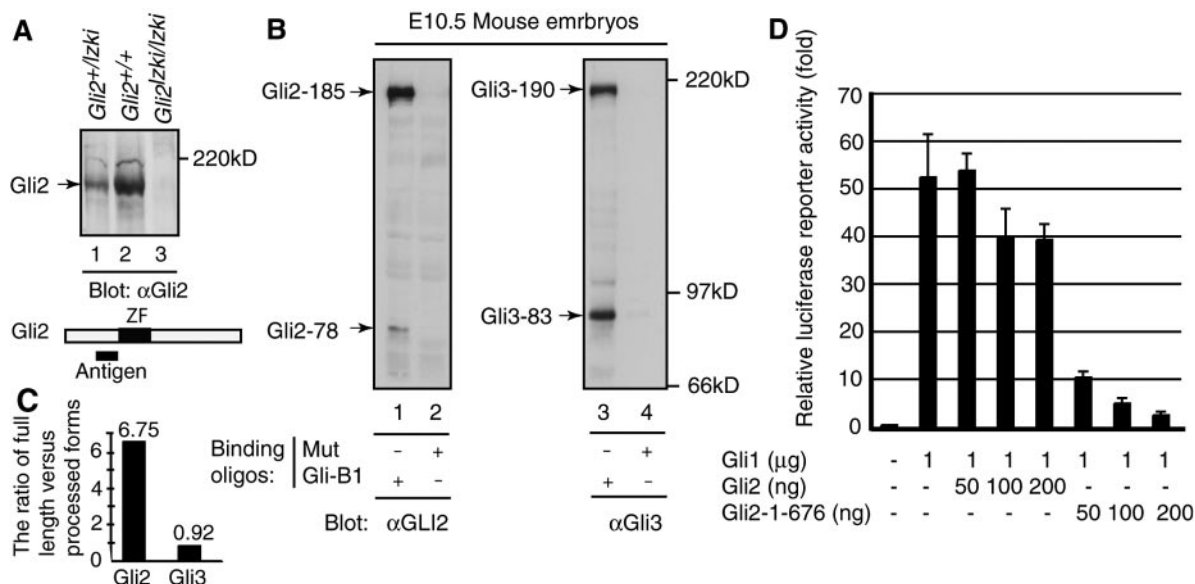 A
Gli2+/lzki
Gli2+/+
Gli2lzki/lzki
220kD
Gli2
1 2 3
Blot: αGli2
ZF
Gli2
Antigen
B
E10.5 Mouse emrbryos
Gli2-185
Gli2-78
Gli3-190
Gli3-83
220kD
97kD
66kD
1 2 3 4
Binding oligos:
Mut - + - +
Gli-B1 + - + -
Blot: αGLI2 αGli3
C
The ratio of full
length versus
processed forms
6
4
2
0
6.75
0.92
Gli2 Gli3
D
Relative luciferase reporter activity (fold)
70
60
50
40
30
20
10
0
Gli1 (μg) - 1 1 1 1 1 1 1
Gli2 (ng) - - 50 100 200 - - -
Gli2-1-676 (ng) - - - - - 50 100 200